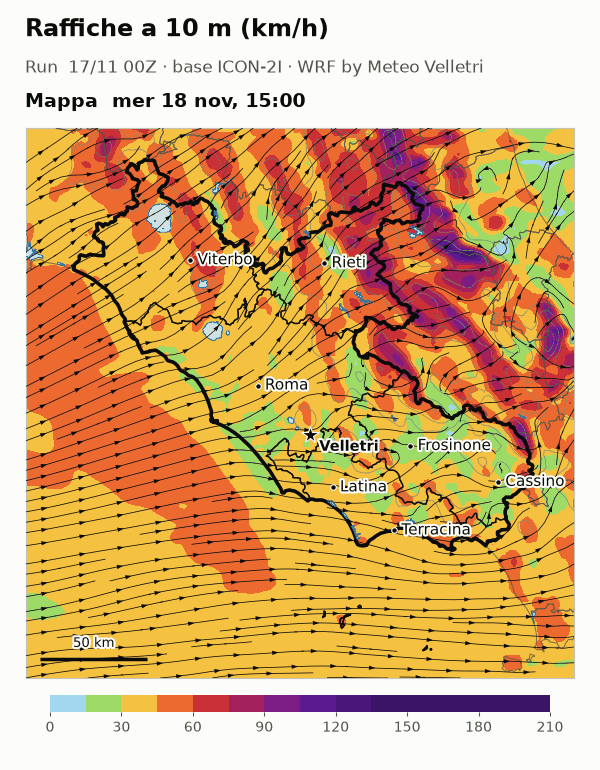 Raffiche a 10 m (km/h)
Run 17/11 00Z · base ICON-2I · WRF by Meteo Velletri
Mappa mer 18 nov, 15:00
Viterbo
Rieti
Roma
Velletri
Frosinone
Latina
Cassino
Terracina
50 km
0 30 60 90 120 150 180 210